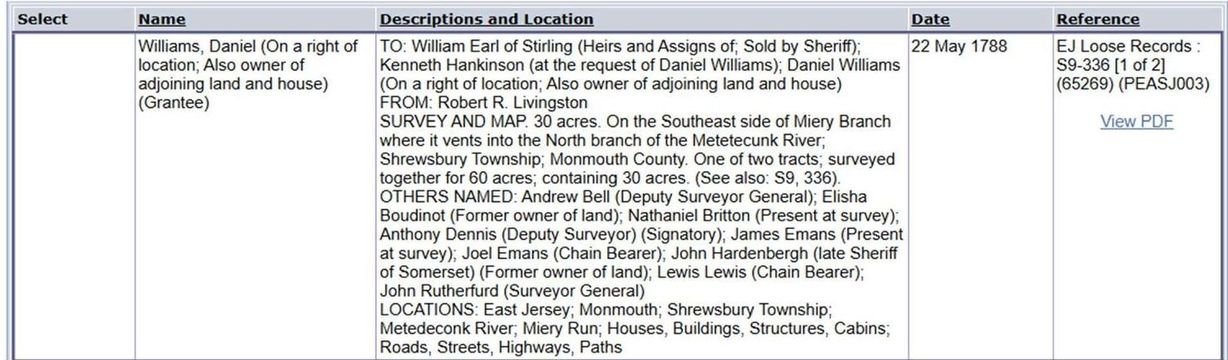 Select
Name
Descriptions and Location
Date
Reference
Williams, Daniel (On a right of
location; Also owner of
adjoining land and house)
(Grantee)
TO: William Earl of Stirling (Heirs and Assigns of; Sold by Sheriff);
Kenneth Hankinson (at the request of Daniel Williams); Daniel Williams
(On a right of location; Also owner of adjoining land and house)
FROM: Robert R. Livingston
SURVEY AND MAP. 30 acres. On the Southeast side of Miery Branch
where it vents into the North branch of the Metetecunk River;
Shrewsbury Township; Monmouth County. One of two tracts; surveyed
together for 60 acres; containing 30 acres. (See also: S9, 336).
OTHERS NAMED: Andrew Bell (Deputy Surveyor General); Elisha
Boudinot (Former owner of land); Nathaniel Britton (Present at survey);
Anthony Dennis (Deputy Surveyor) (Signatory); James Emans (Present
at survey); Joel Emans (Chain Bearer); John Hardenbergh (late Sheriff
of Somerset) (Former owner of land); Lewis Lewis (Chain Bearer);
John Rutherfurd (Surveyor General)
LOCATIONS: East Jersey; Monmouth; Shrewsbury Township;
Metedeconk River; Miery Run; Houses, Buildings, Structures, Cabins;
Roads, Streets, Highways, Paths
22 May 1788
EJ Loose Records :
S9-336 [1 of 2]
(65269) (PEASJ003)
View PDF